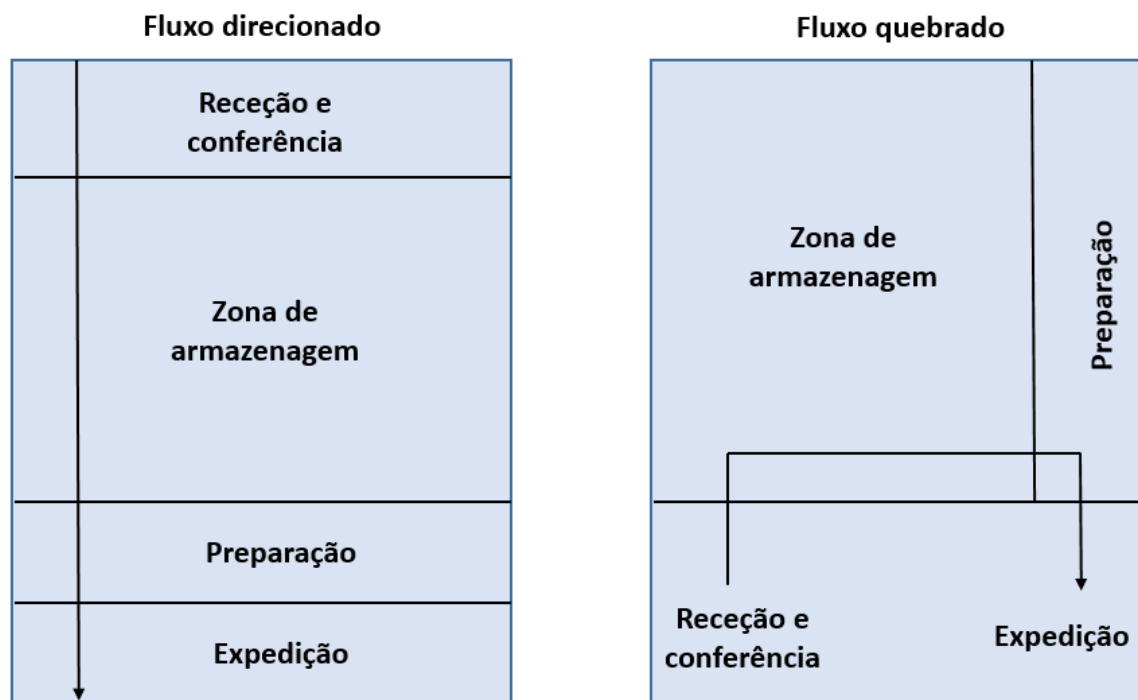 Fluxo direcionado
Receção e
conferência
Zona de
armazenagem
Preparação
Expedição
Fluxo quebrado
Zona de
armazenagem
Preparação
Receção e
conferência
Expedição